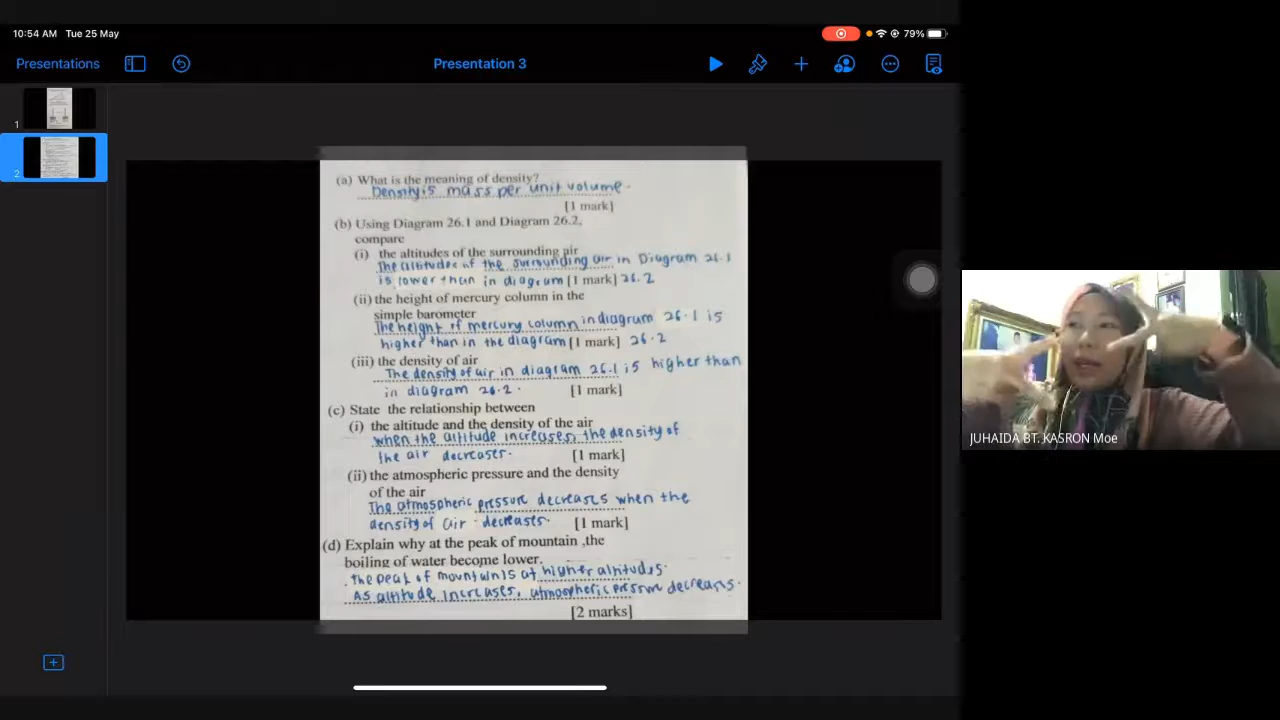 10:54 AM Tue 25 May
79%
Presentations
Presentation 3
1
2
(a) What is the meaning of density?
Density is mass per unit volume.
[1 mark]
(b) Using Diagram 26.1 and Diagram 26.2,
compare
(i) the altitudes of the surrounding air
The altitudes of the surrounding air in Diagram 26.1
is lower than in diagram [1 mark] 26.2
(ii) the height of mercury column in the
simple barometer
The height of mercury column in diagram 26.1 is
higher than in the diagram [1 mark] 26.2
(iii) the density of air
The density of air in diagram 26.1 is higher than
in diagram 26.2. [1 mark]
(c) State the relationship between
(i) the altitude and the density of the air
when the altitude increases, the density of
the air decreases. [1 mark]
(ii) the atmospheric pressure and the density
of the air
The atmospheric pressure decreases when the
density of air decreases. [1 mark]
(d) Explain why at the peak of mountain ,the
boiling of water become lower.
The peak of mountain is at higher altitudes.
As altitude increases, atmospheric pressure decreases.
[2 marks]
JUHAIDA BT. KASRON Moe